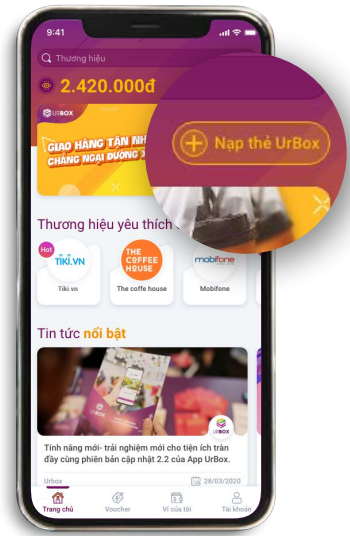 9:41
Thương hiệu
2.420.000đ
URBOX
GIAO HÀNG TẬN NH
CHẲNG NGẠI ĐƯỜNG X
Nạp thẻ UrBox
Thương hiệu yêu thích
Hot
TIKI.VN
THE
COFFEE
HOUSE
mobifone
Tiki.vn
The coffe house
Mobifone
Tin tức nổi bật
URBOX
Tính năng mới- trải nghiệm mới cho tiện ích tràn
đầy cùng phiên bản cập nhật 2.2 của App UrBox.
Urbox
28/03/2020
Trang chủ
Voucher
Ví của tôi
Tài khoản